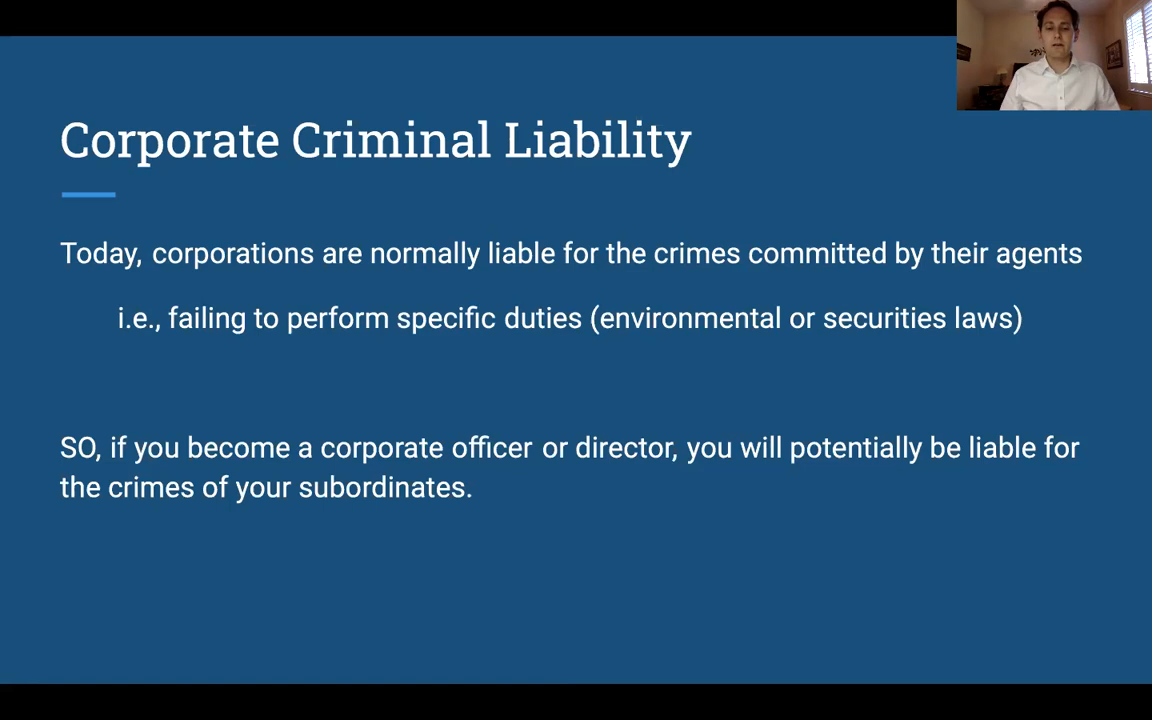 Corporate Criminal Liability
Today, corporations are normally liable for the crimes committed by their agents
i.e., failing to perform specific duties (environmental or securities laws)
SO, if you become a corporate officer or director, you will potentially be liable for
the crimes of your subordinates.